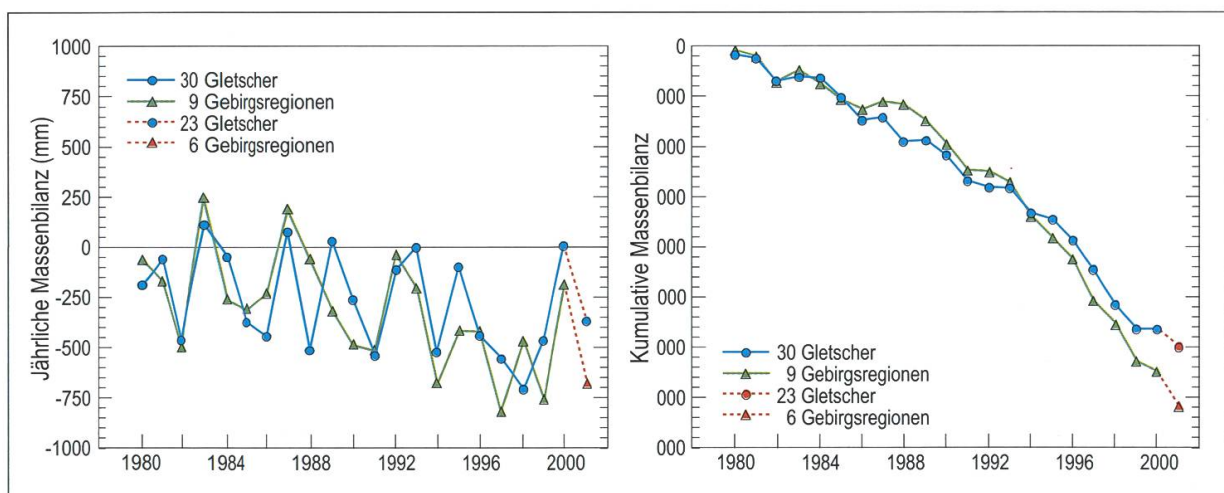 Jährliche Massenbilanz (mm)
1000
750
500
250
0
-250
-500
-750
-1000
30 Gletscher
9 Gebirgsregionen
23 Gletscher
6 Gebirgsregionen
1980 1984 1988 1992 1996 2000
Kumulative Massenbilanz
0
000
000
000
000
000
000
000
000
30 Gletscher
9 Gebirgsregionen
23 Gletscher
6 Gebirgsregionen
1980 1984 1988 1992 1996 2000